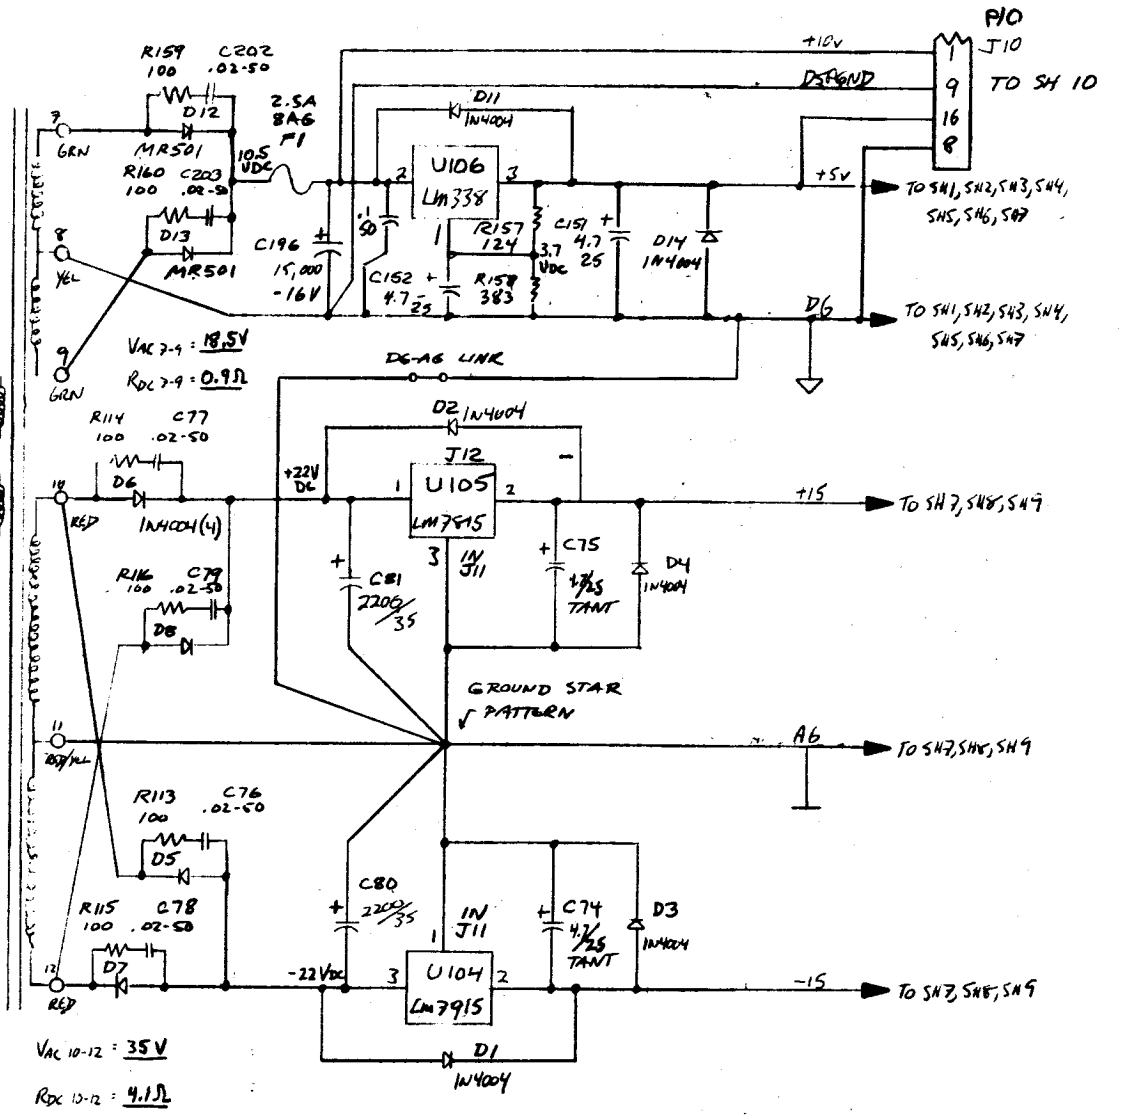 P/O
J10
+10V
1
DSAGND
9
TO SH 10
16
8
R159 C202
100 .02-50
D12
MR501
7
GRN
2.5A
8AG
F1
10.5
VDC
R160 C203
100 .02-50
D13
MR501
8
YEL
9
GRN
D11
1N4004
U106
LM338
2
3
1
.1
50
C196
15,000
-16V
C152
4.7-
25
R157
124
3.7
VDC
R158
383
C151
4.7
25
D14
1N4004
+5V
TO SH1, SH2, SH3, SH4,
SH5, SH6, SH7
DG
TO SH1, SH2, SH3, SH4,
SH5, SH6, SH7
VAC 7-9 = 18.5V
RDC 7-9 = 0.9Ω
DG-AG LINK
R114 C77
100 .02-50
D6
1N4004(4)
10
RED
+22V
DC
D2
1N4004
J12
U105
LM7815
1
2
3
IN
J11
+15
TO SH7, SH8, SH9
R116 C79
100 .02-50
D8
C81
2200/35
C75
4.7/25
TANT
D4
1N4004
GROUND STAR
PATTERN
11
RED/YEL
AG
TO SH7, SH8, SH9
R113 C76
100 .02-50
D5
R115 C78
100 .02-50
D7
12
RED
C80
2200/35
IN
J11
1
-22VDC
3
U104
LM7915
2
C74
4.7/25
TANT
D3
1N4004
-15
TO SH7, SH8, SH9
D1
1N4004
VAC 10-12 = 35V
RDC 10-12 = 4.1Ω